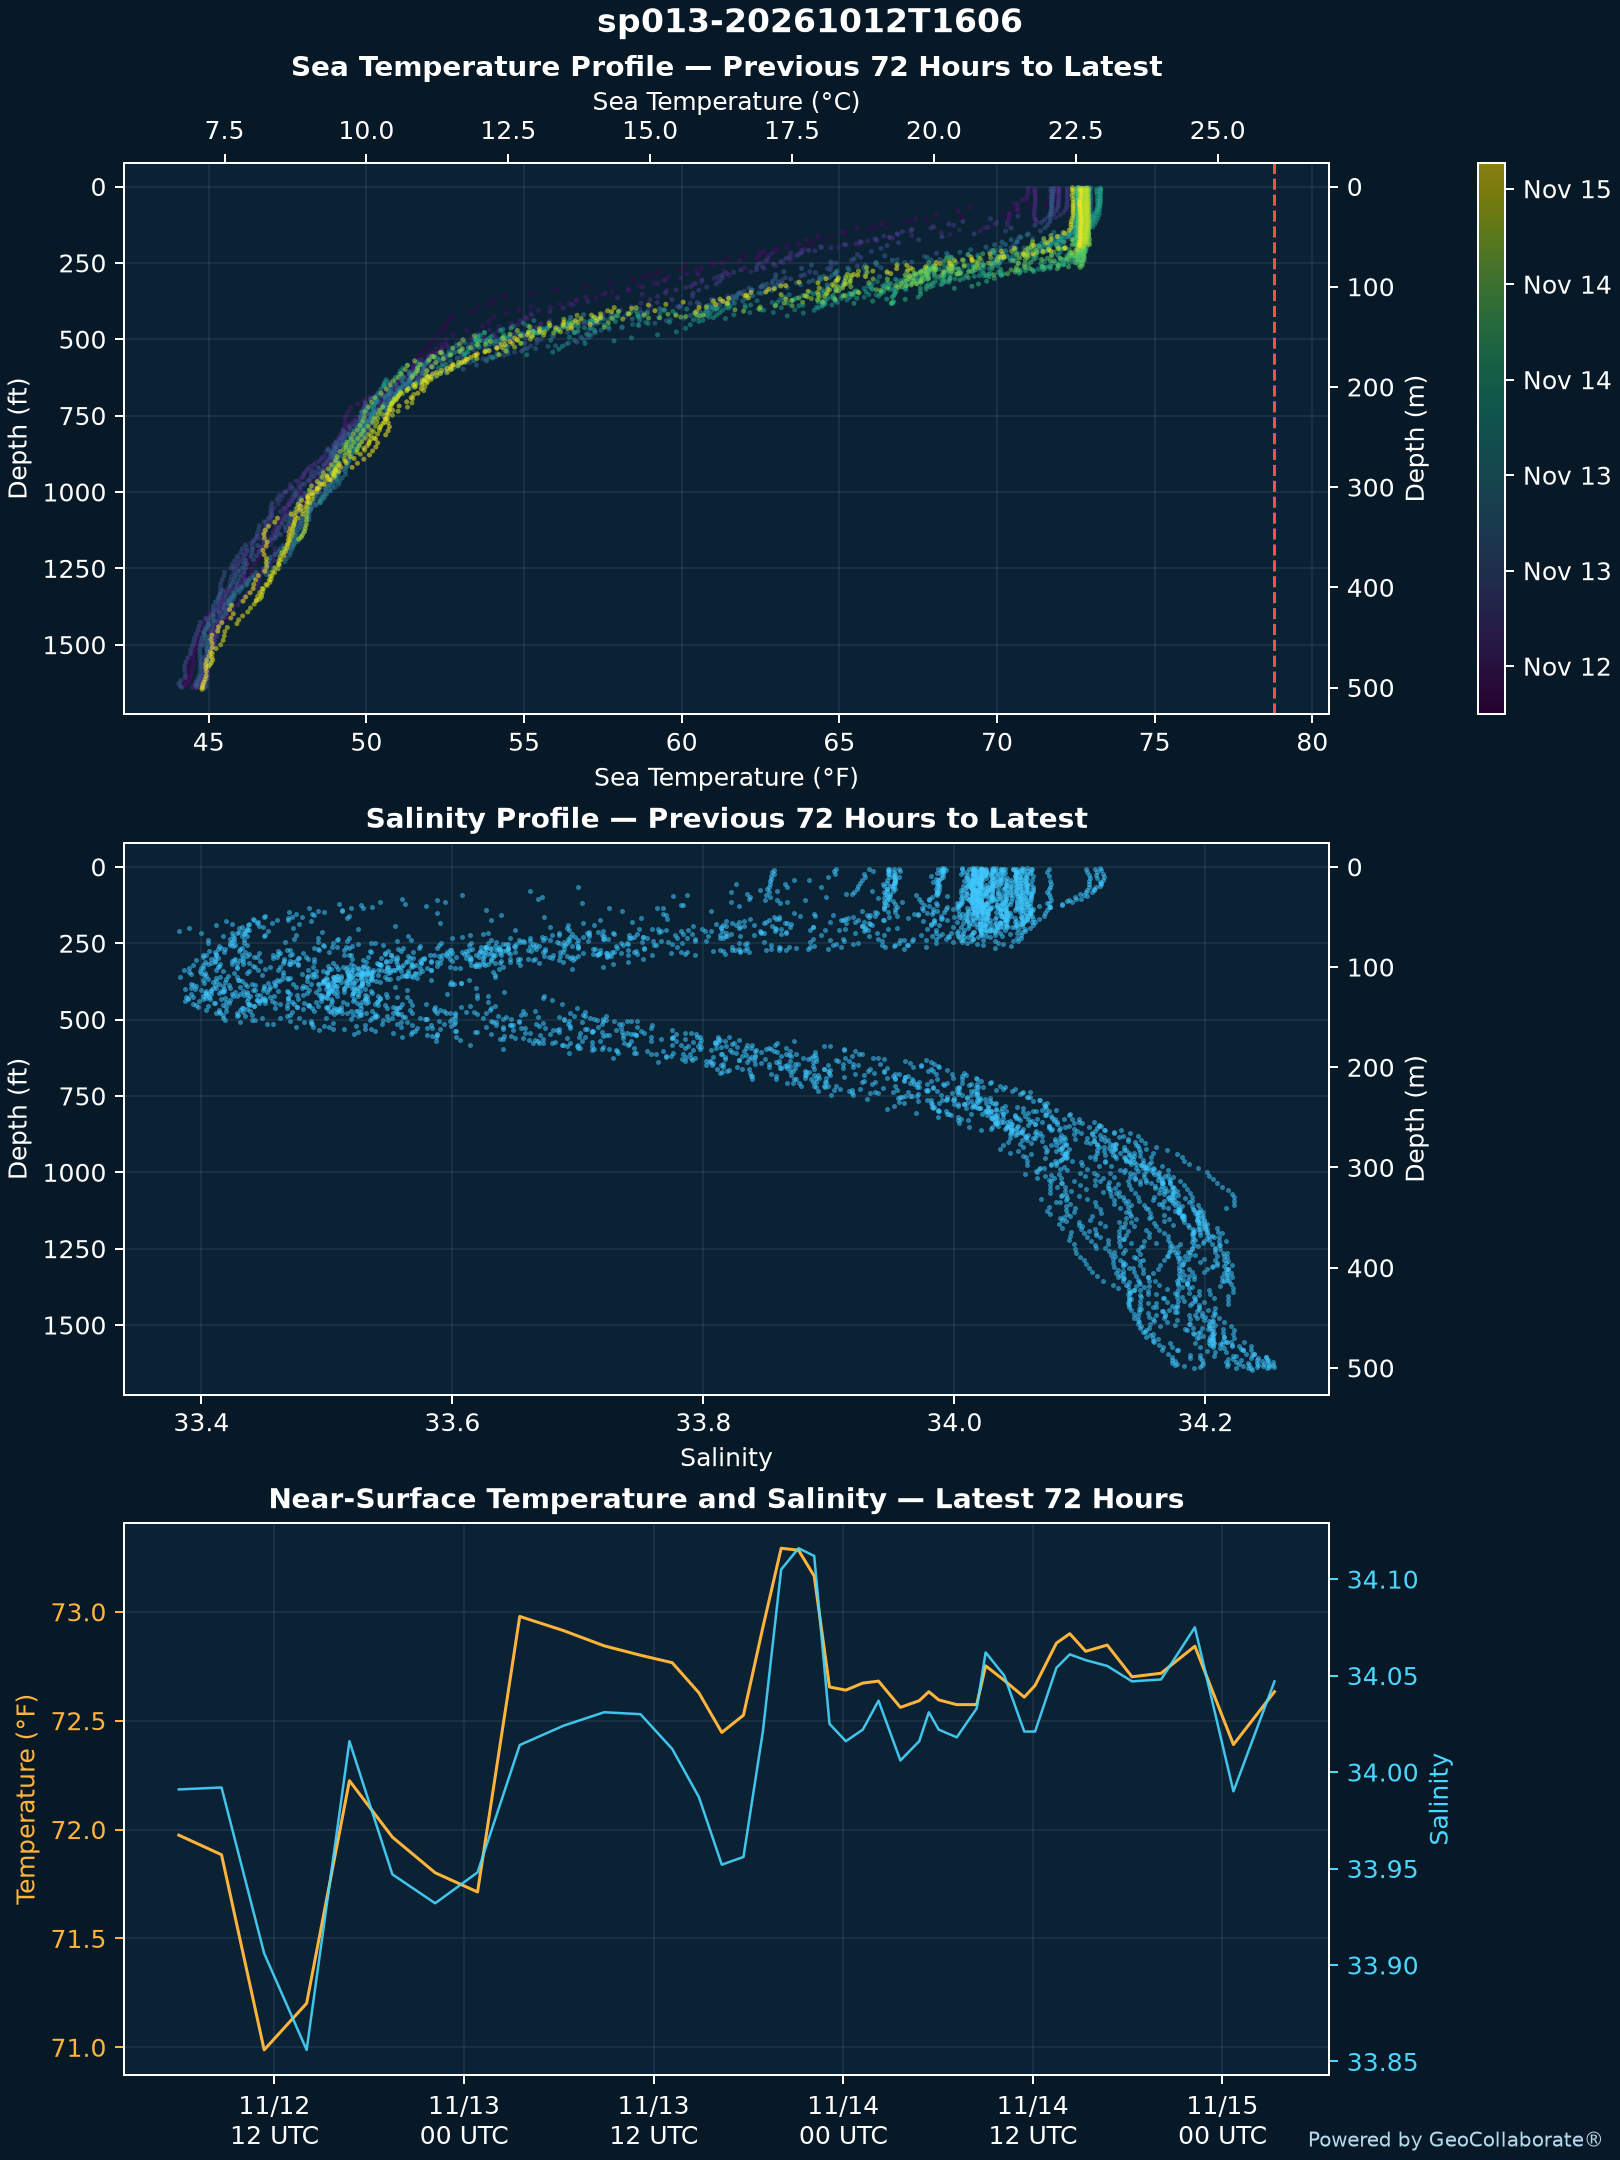 sp013-20261012T1606
Sea Temperature Profile — Previous 72 Hours to Latest
Sea Temperature (°C)
7.5 10.0 12.5 15.0 17.5 20.0 22.5 25.0
0
250
500
750
1000
1250
1500
Depth (ft)
0
100
200
300
400
500
Depth (m)
Nov 15
Nov 14
Nov 14
Nov 13
Nov 13
Nov 12
45 50 55 60 65 70 75 80
Sea Temperature (°F)
Salinity Profile — Previous 72 Hours to Latest
0
250
500
750
1000
1250
1500
Depth (ft)
0
100
200
300
400
500
Depth (m)
33.4 33.6 33.8 34.0 34.2
Salinity
Near-Surface Temperature and Salinity — Latest 72 Hours
73.0
72.5
72.0
71.5
71.0
Temperature (°F)
34.10
34.05
34.00
33.95
33.90
33.85
Salinity
11/12 11/13 11/13 11/14 11/14 11/15
12 UTC 00 UTC 12 UTC 00 UTC 12 UTC 00 UTC
Powered by GeoCollaborate®